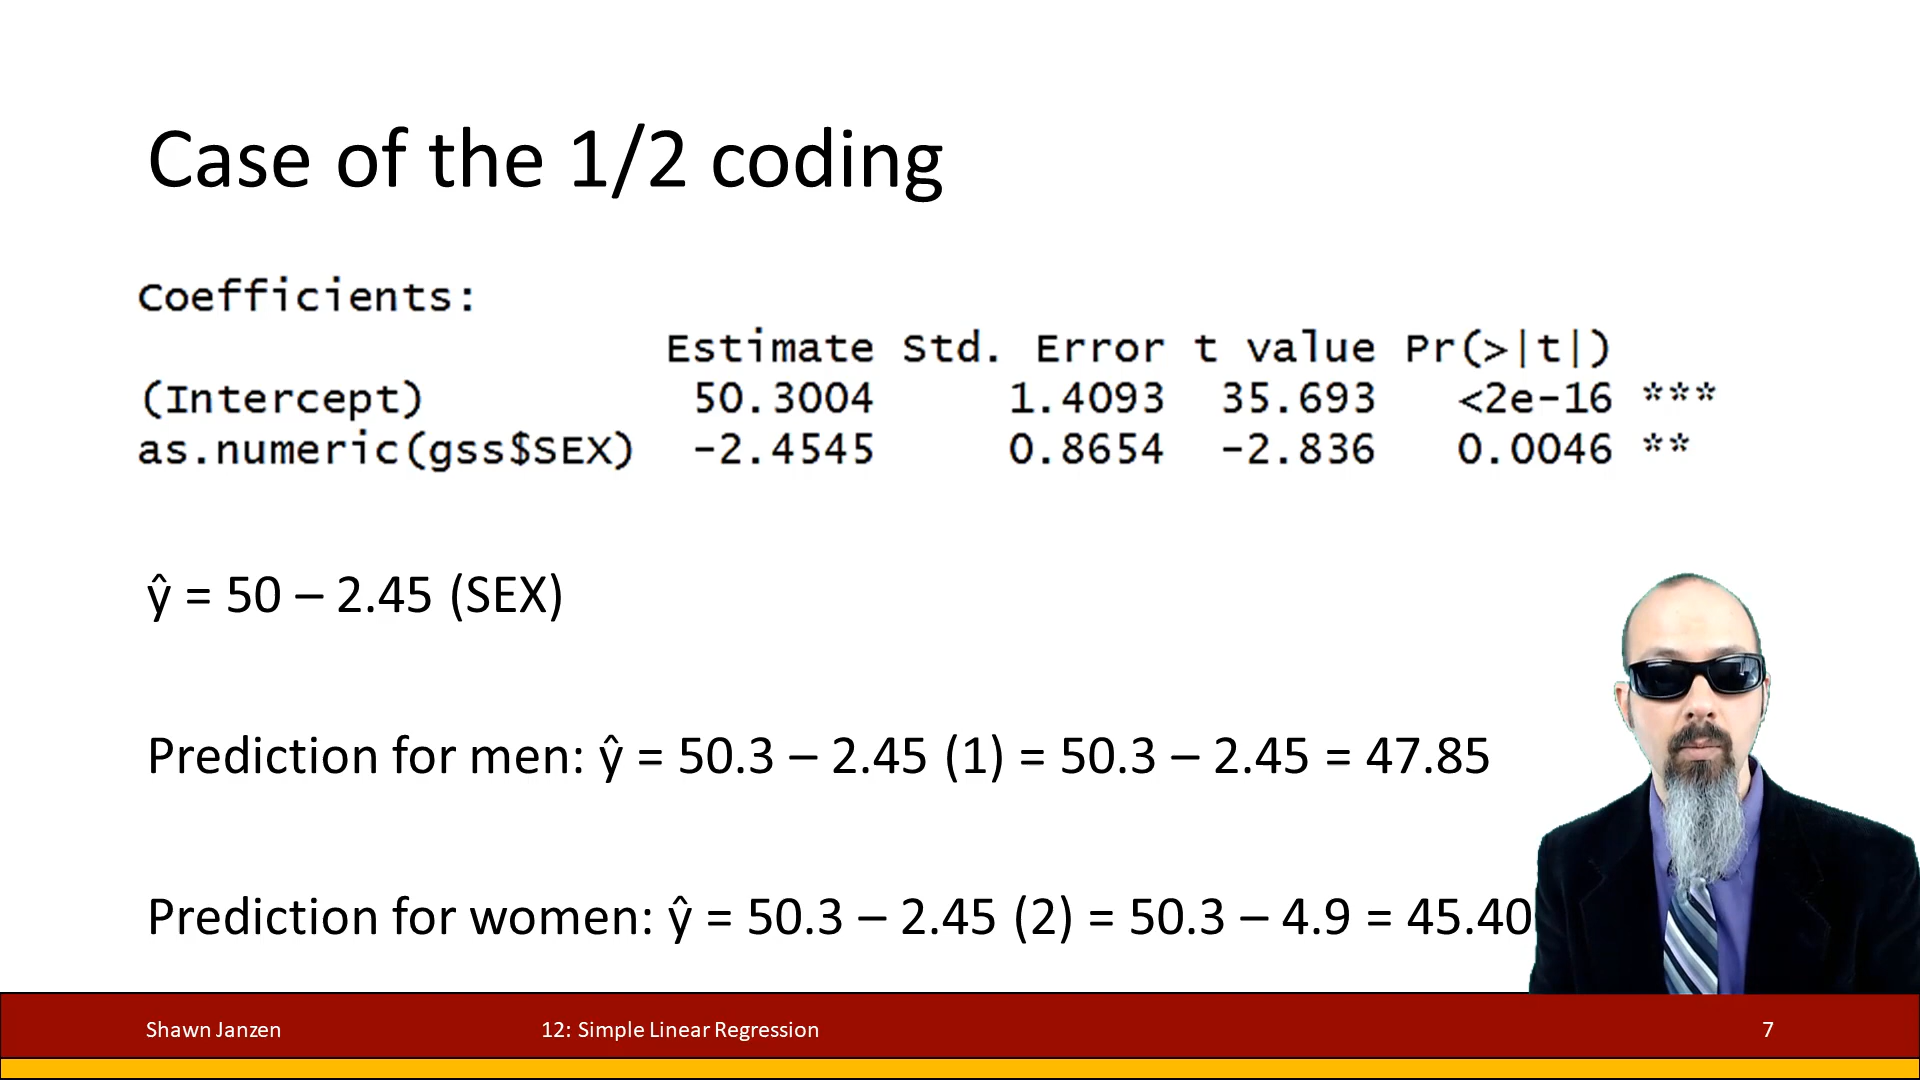 Case of the 1/2 coding
Coefficients:
Estimate Std. Error t value Pr(>|t|)
(Intercept) 50.3004 1.4093 35.693 <2e-16 ***
as.numeric(gss$SEX) -2.4545 0.8654 -2.836 0.0046 **
ŷ = 50 – 2.45 (SEX)
Prediction for men: ŷ = 50.3 – 2.45 (1) = 50.3 – 2.45 = 47.85
Prediction for women: ŷ = 50.3 – 2.45 (2) = 50.3 – 4.9 = 45.40
Shawn Janzen 12: Simple Linear Regression 7